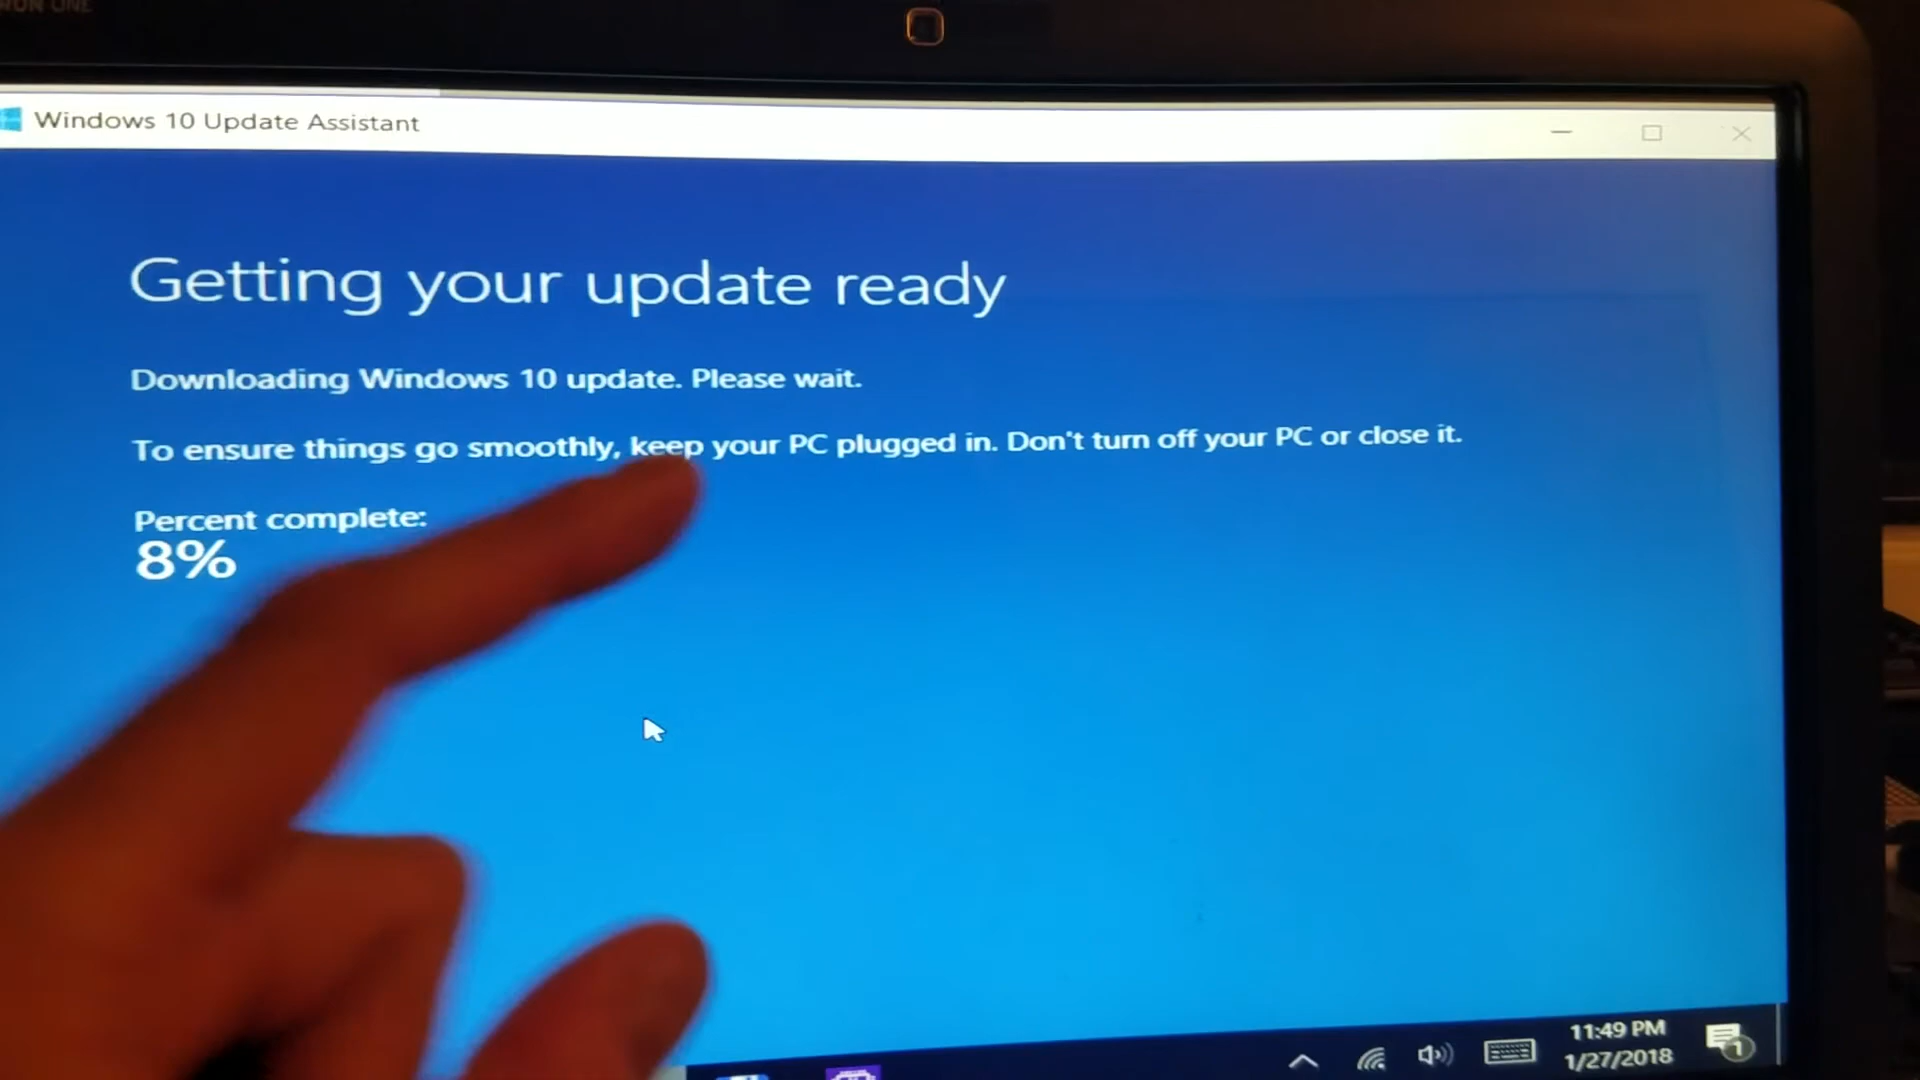 Windows 10 Update Assistant
Getting your update ready
Downloading Windows 10 update. Please wait.
To ensure things go smoothly, keep your PC plugged in. Don't turn off your PC or close it.
Percent complete:
8%
11:49 PM
1/27/2018
1